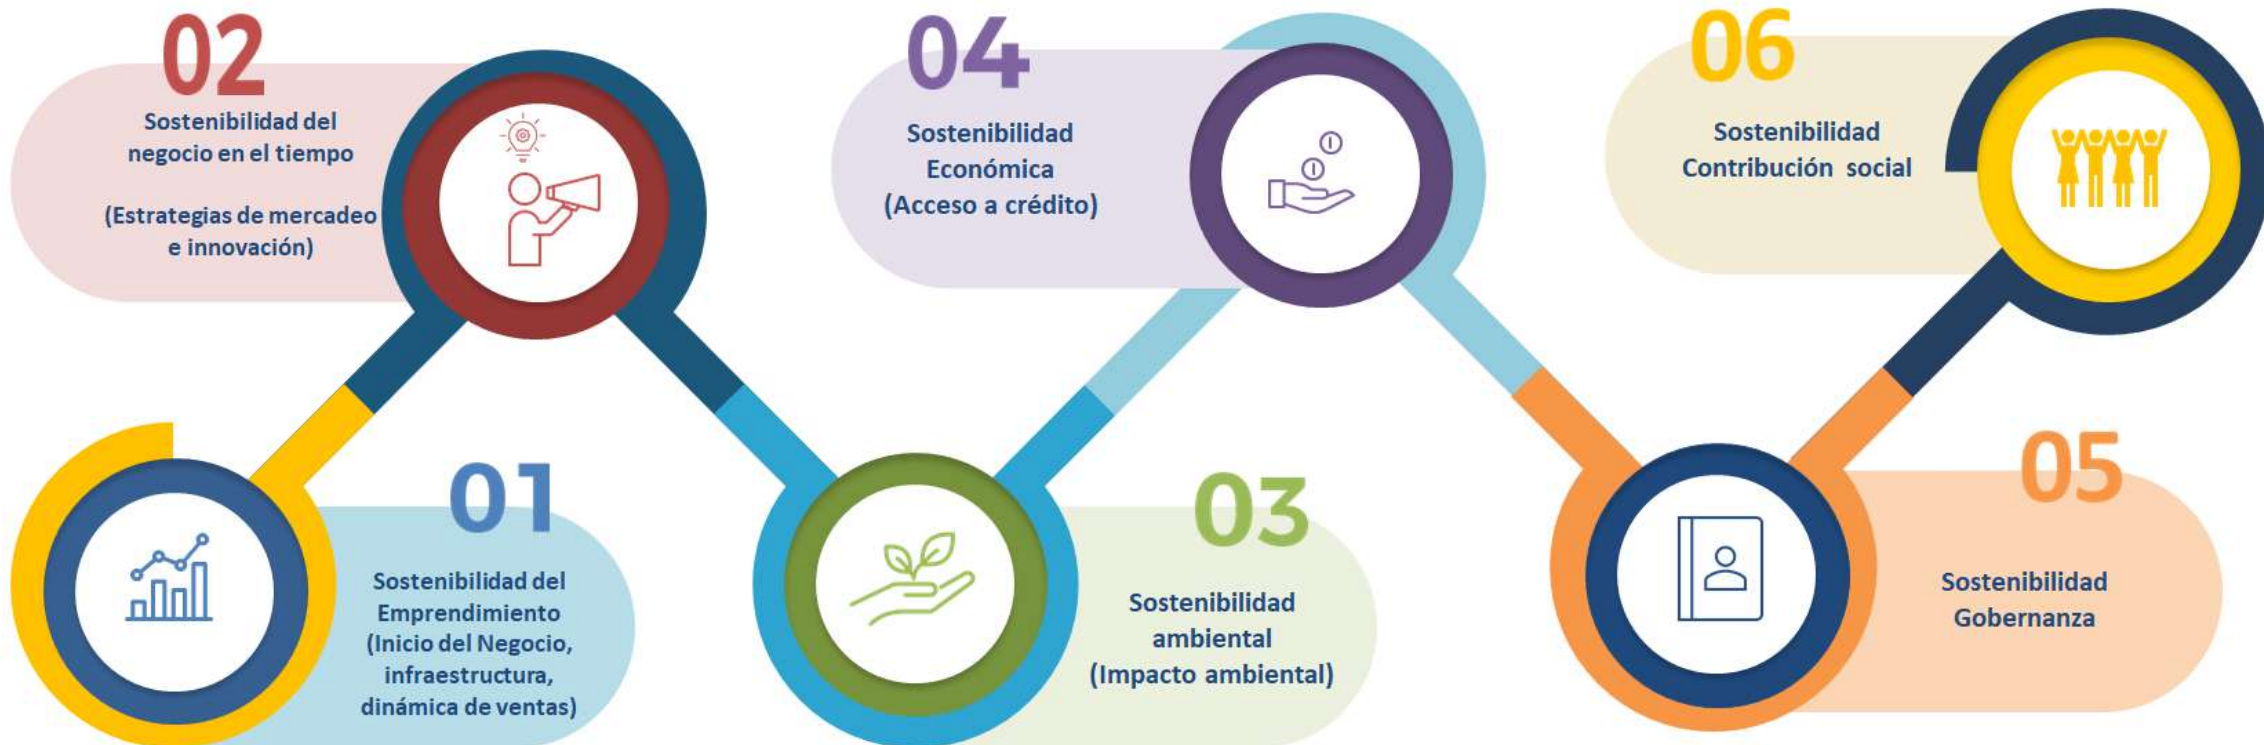 02
Sostenibilidad del
negocio en el tiempo
(Estrategias de mercadeo
e innovación)
04
Sostenibilidad
Económica
(Acceso a crédito)
06
Sostenibilidad
Contribución social
01
Sostenibilidad del
Emprendimiento
(Inicio del Negocio,
infraestructura,
dinámica de ventas)
03
Sostenibilidad
ambiental
(Impacto ambiental)
05
Sostenibilidad
Gobernanza